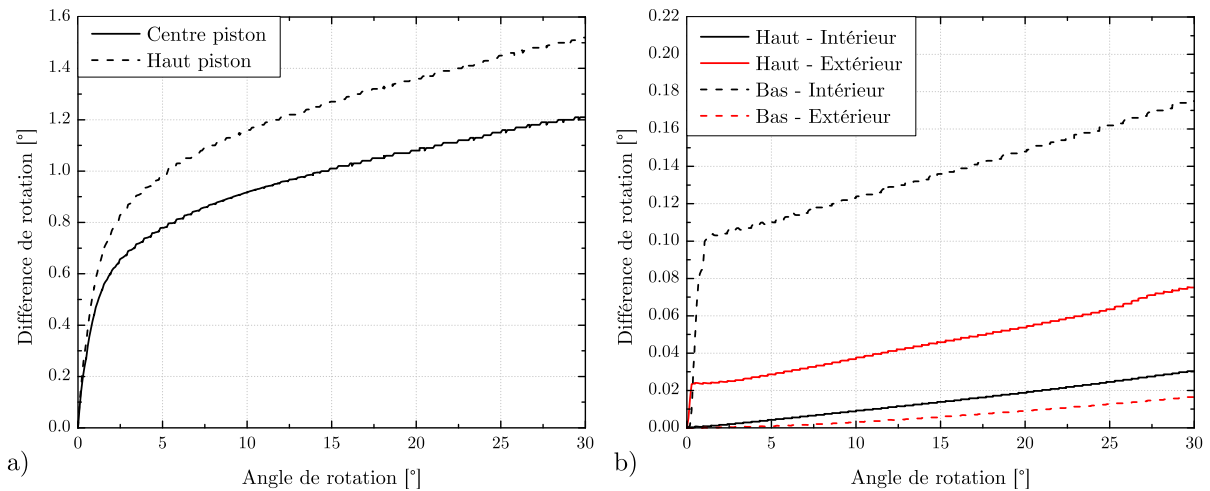 1.6
1.4
1.2
1.0
0.8
0.6
0.4
0.2
0.0
Différence de rotation [°]
Centre piston
Haut piston
0 5 10 15 20 25 30
Angle de rotation [°]
a)
0.22
0.20
0.18
0.16
0.14
0.12
0.10
0.08
0.06
0.04
0.02
0.00
Différence de rotation [°]
Haut - Intérieur
Haut - Extérieur
Bas - Intérieur
Bas - Extérieur
0 5 10 15 20 25 30
Angle de rotation [°]
b)